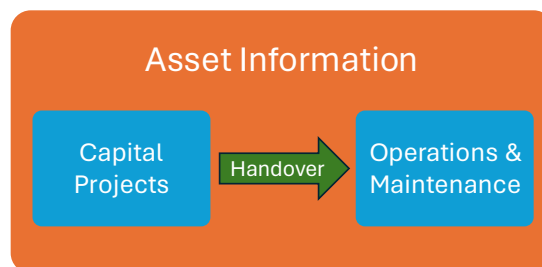 Asset Information
Capital
Projects
Handover
Operations &
Maintenance